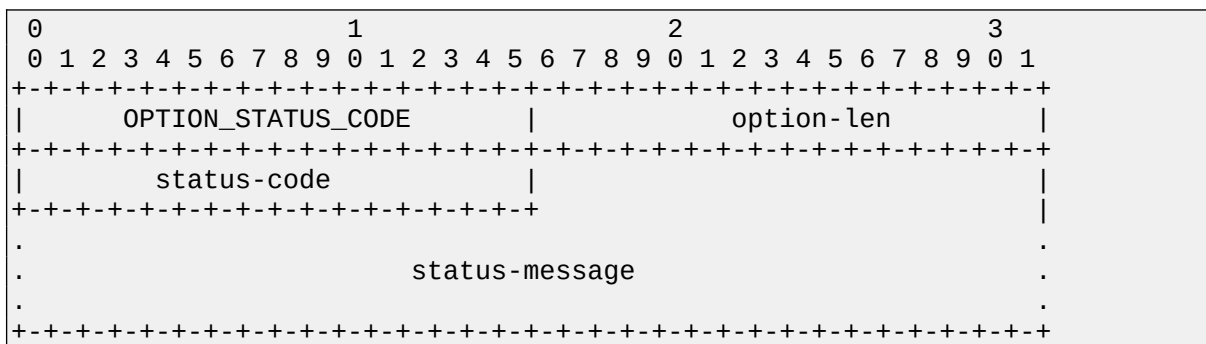 0                   1                   2                   3
 0 1 2 3 4 5 6 7 8 9 0 1 2 3 4 5 6 7 8 9 0 1 2 3 4 5 6 7 8 9 0 1
+-+-+-+-+-+-+-+-+-+-+-+-+-+-+-+-+-+-+-+-+-+-+-+-+-+-+-+-+-+-+-+-+
|      OPTION_STATUS_CODE       |            option-len         |
+-+-+-+-+-+-+-+-+-+-+-+-+-+-+-+-+-+-+-+-+-+-+-+-+-+-+-+-+-+-+-+-+
|        status-code            |                               |
+-+-+-+-+-+-+-+-+-+-+-+-+-+-+-+-+                               |
.                                                               .
.                        status-message                         .
.                                                               .
+-+-+-+-+-+-+-+-+-+-+-+-+-+-+-+-+-+-+-+-+-+-+-+-+-+-+-+-+-+-+-+-+